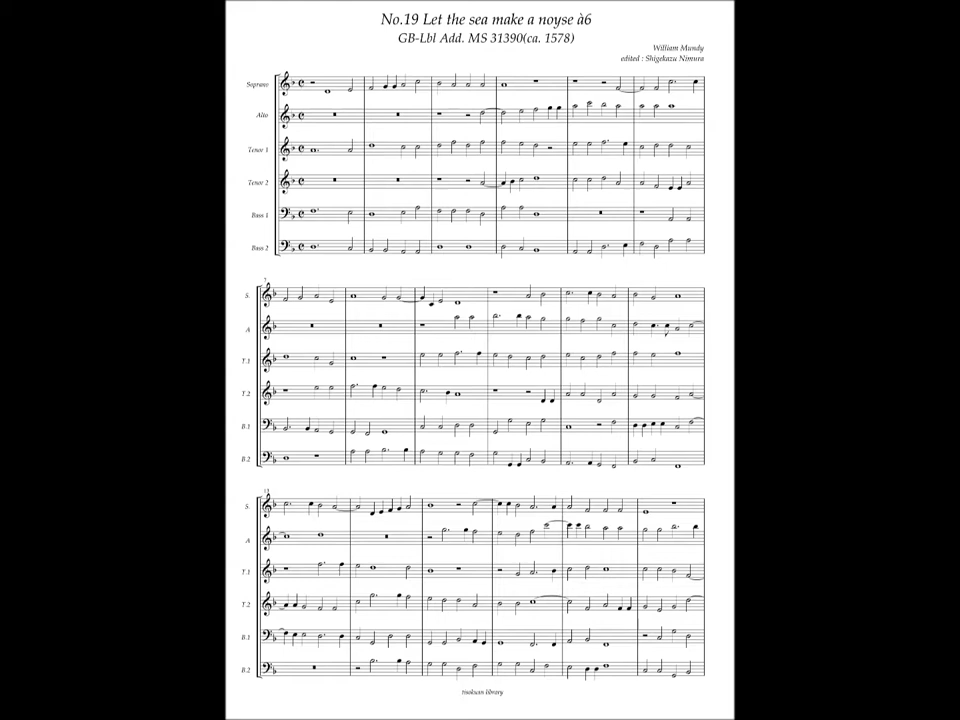 No.19 Let the sea make a noyse à6
GB-Lbl Add. MS 31390(ca. 1578)
William Mundy
edited : Shigekazu Nimura
Soprano
Alto
Tenor 1
Tenor 2
Bass 1
Bass 2
7
S.
A
T.1
T.2
B.1
B.2
13
S.
A
T.1
T.2
B.1
B.2